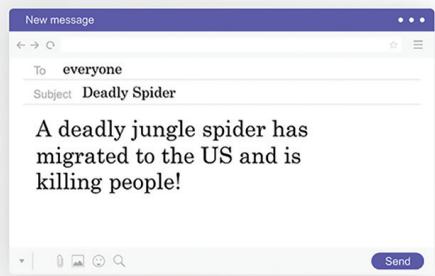 New message
To everyone
Subject Deadly Spider
A deadly jungle spider has
migrated to the US and is
killing people!
Send